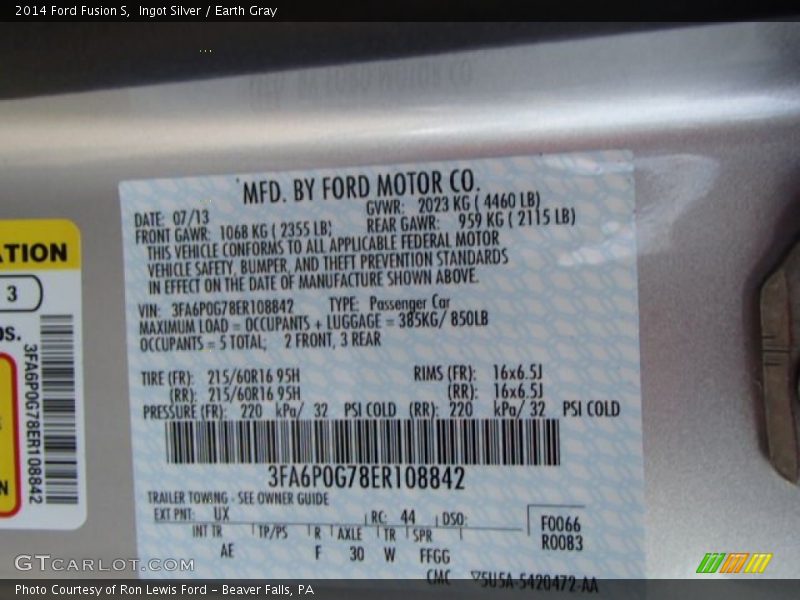 2014 Ford Fusion S,  Ingot Silver / Earth Gray
MFD. BY FORD MOTOR CO.
DATE: 07/13 GVWR: 2023 KG ( 4460 LB)
FRONT GAWR: 1068 KG ( 2355 LB) REAR GAWR: 959 KG ( 2115 LB)
THIS VEHICLE CONFORMS TO ALL APPLICABLE FEDERAL MOTOR
VEHICLE SAFETY, BUMPER, AND THEFT PREVENTION STANDARDS
IN EFFECT ON THE DATE OF MANUFACTURE SHOWN ABOVE.
VIN: 3FA6P0G78ER108842 TYPE: Passenger Car
MAXIMUM LOAD = OCCUPANTS + LUGGAGE = 385KG/ 850LB
OCCUPANTS = 5 TOTAL; 2 FRONT, 3 REAR
TIRE (FR): 215/60R16 95H RIMS (FR): 16x6.5J
(RR): 215/60R16 95H (RR): 16x6.5J
PRESSURE (FR): 220 kPa/ 32 PSI COLD (RR): 220 kPa/ 32 PSI COLD
3FA6P0G78ER108842
TRAILER TOWING - SEE OWNER GUIDE
EXT PNT: UX RC: 44 DSO:
F0066
R0083
INT TR TP/PS R AXLE TR SPR
AE F 30 W FFGG
CMC ▽5U5A-5420472-AA
ATION
3
OS.
3FA6P0G78ER108842
N
GTCarLot.com
Photo Courtesy of Ron Lewis Ford - Beaver Falls, PA